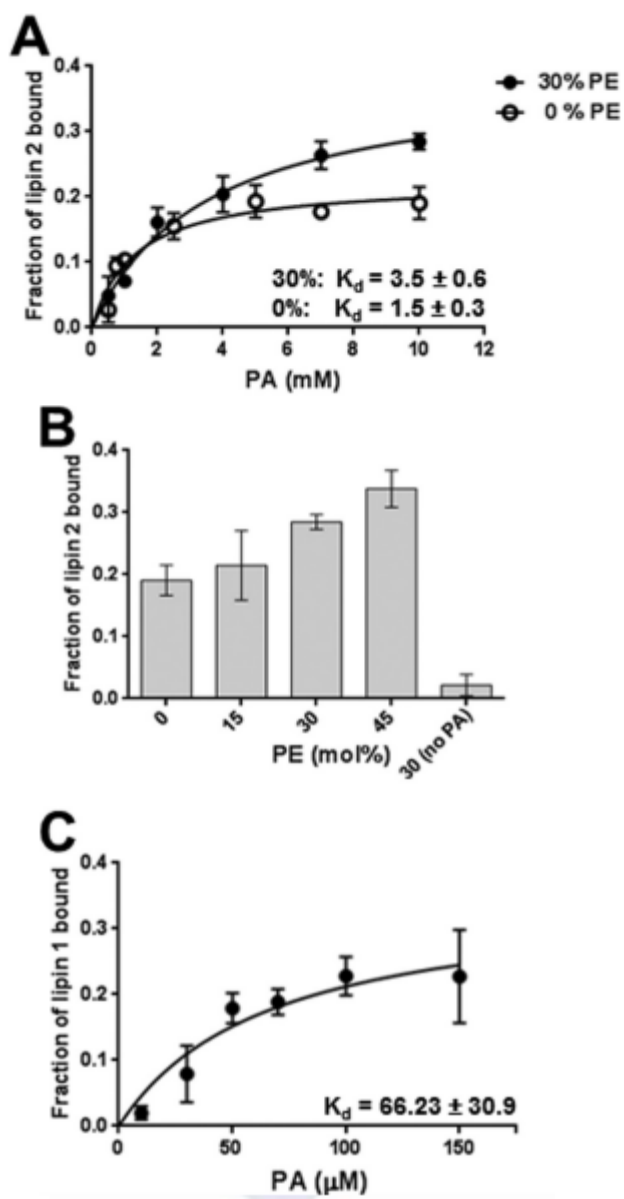 A
Fraction of lipin 2 bound
0.4
0.3
0.2
0.1
0.0
30% PE
0 % PE
30%: Kd = 3.5 ± 0.6
0%: Kd = 1.5 ± 0.3
0 2 4 6 8 10 12
PA (mM)
B
Fraction of lipin 2 bound
0.4
0.3
0.2
0.1
0.0
0 15 30 45 30 (no PA)
PE (mol%)
C
Fraction of lipin 1 bound
0.4
0.3
0.2
0.1
0.0
Kd = 66.23 ± 30.9
0 50 100 150
PA (μM)